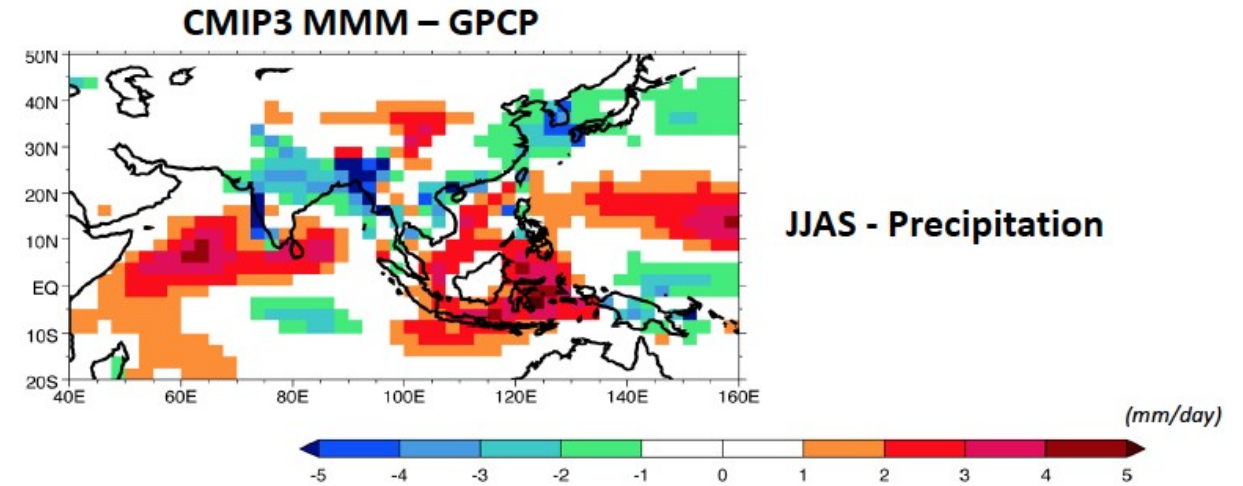 CMIP3 MMM – GPCP
50N
40N
30N
20N
10N
EQ
10S
20S
40E 60E 80E 100E 120E 140E 160E
JJAS - Precipitation
(mm/day)
-5 -4 -3 -2 -1 0 1 2 3 4 5